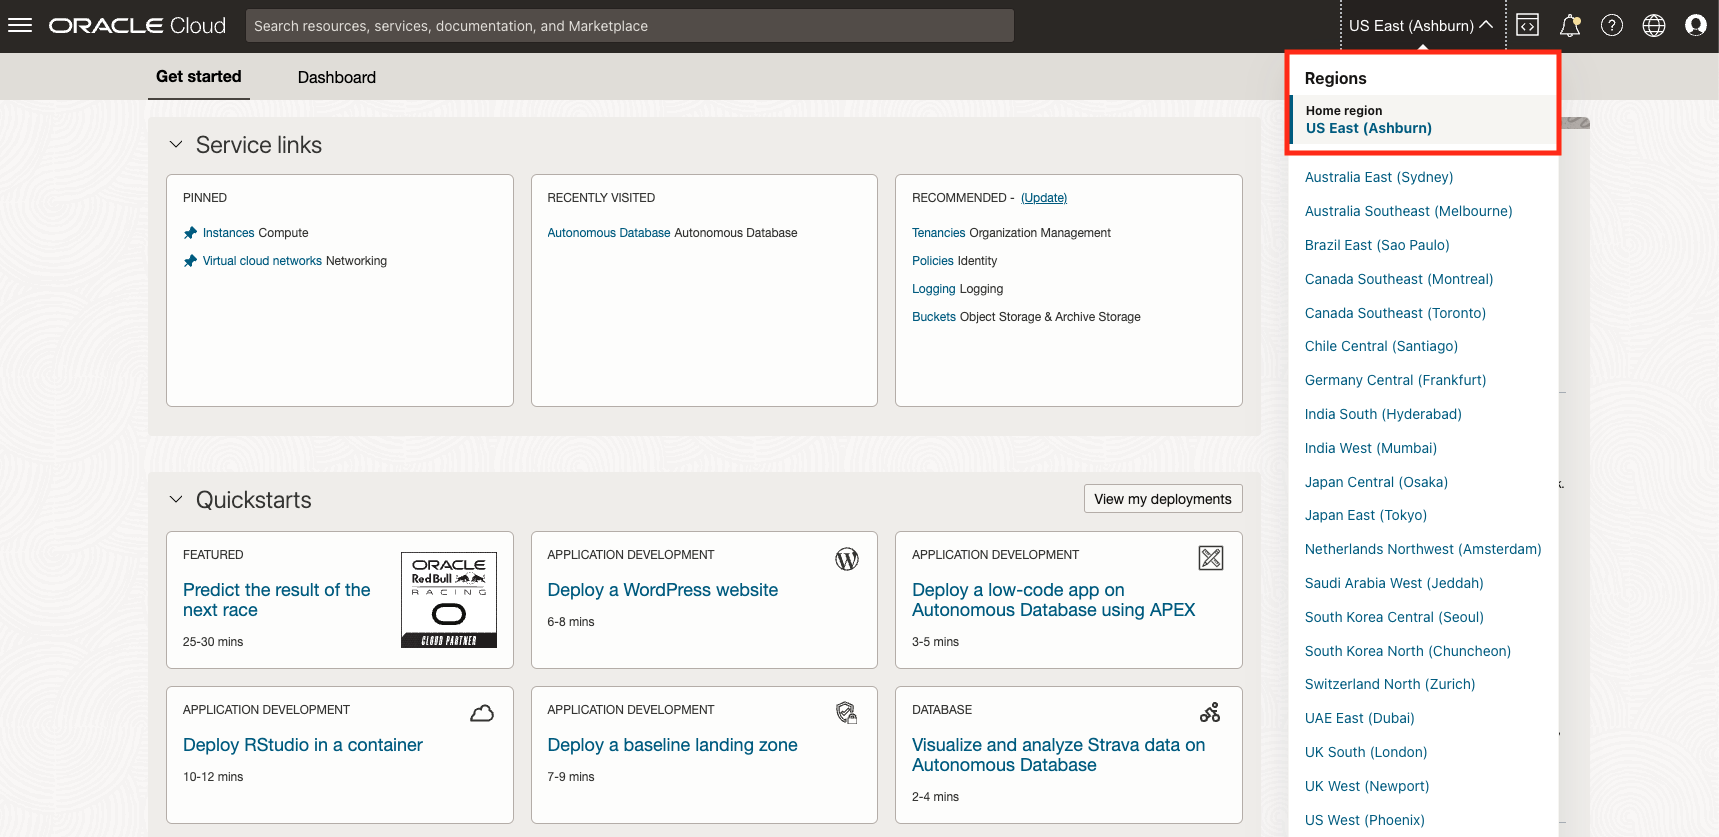 ORACLE Cloud
Search resources, services, documentation, and Marketplace
US East (Ashburn)
Get started
Dashboard
Service links
PINNED
Instances Compute
Virtual cloud networks Networking
RECENTLY VISITED
Autonomous Database Autonomous Database
RECOMMENDED - (Update)
Tenancies Organization Management
Policies Identity
Logging Logging
Buckets Object Storage & Archive Storage
Quickstarts
View my deployments
FEATURED
Predict the result of the
next race
25-30 mins
ORACLE
Red Bull
RACING
CLOUD PARTNER
APPLICATION DEVELOPMENT
Deploy a WordPress website
6-8 mins
APPLICATION DEVELOPMENT
Deploy a low-code app on
Autonomous Database using APEX
3-5 mins
APPLICATION DEVELOPMENT
Deploy RStudio in a container
10-12 mins
APPLICATION DEVELOPMENT
Deploy a baseline landing zone
7-9 mins
DATABASE
Visualize and analyze Strava data on
Autonomous Database
2-4 mins
Regions
Home region
US East (Ashburn)
Australia East (Sydney)
Australia Southeast (Melbourne)
Brazil East (Sao Paulo)
Canada Southeast (Montreal)
Canada Southeast (Toronto)
Chile Central (Santiago)
Germany Central (Frankfurt)
India South (Hyderabad)
India West (Mumbai)
Japan Central (Osaka)
Japan East (Tokyo)
Netherlands Northwest (Amsterdam)
Saudi Arabia West (Jeddah)
South Korea Central (Seoul)
South Korea North (Chuncheon)
Switzerland North (Zurich)
UAE East (Dubai)
UK South (London)
UK West (Newport)
US West (Phoenix)